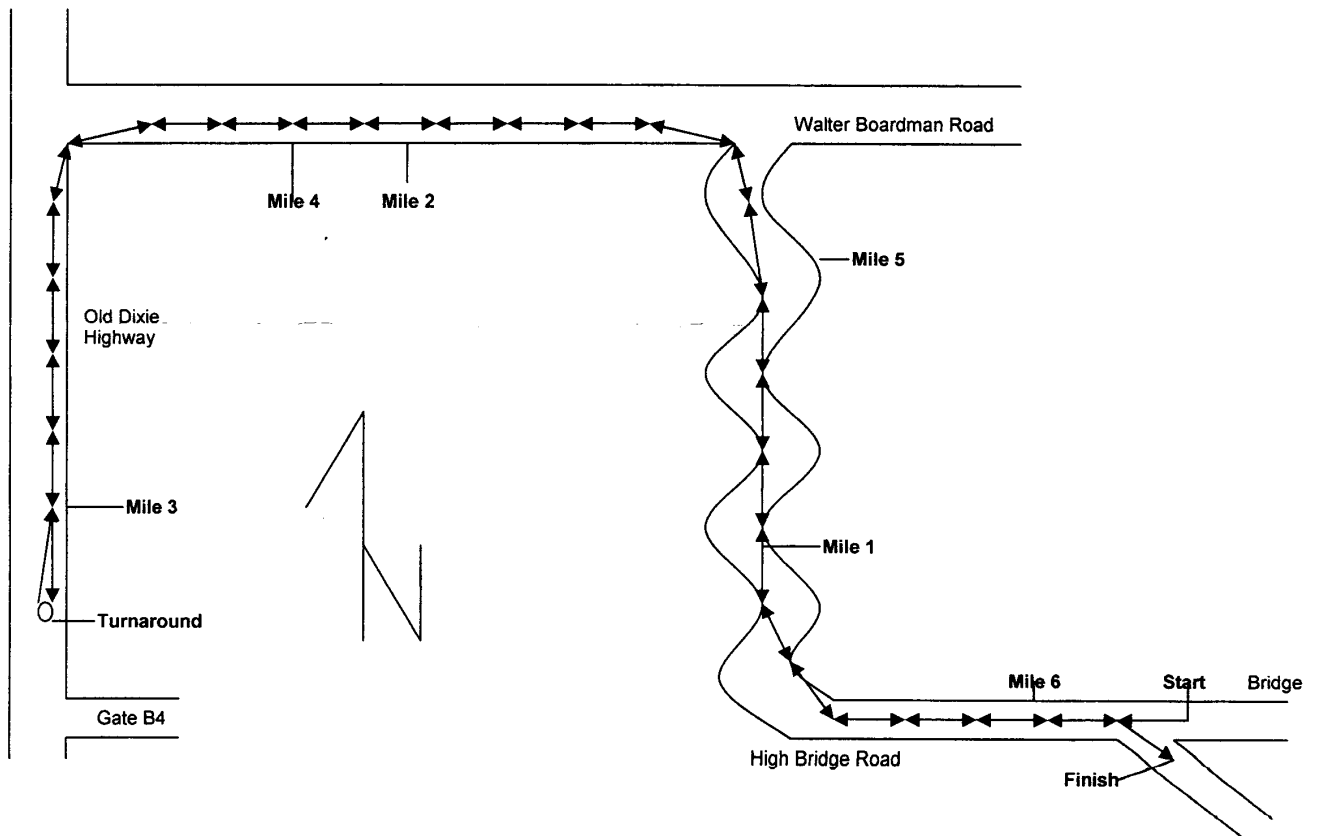 Walter Boardman Road
Mile 4
Mile 2
Mile 5
Old Dixie
Highway
Mile 3
Mile 1
Turnaround
Mile 6
Start
Bridge
Gate B4
High Bridge Road
Finish